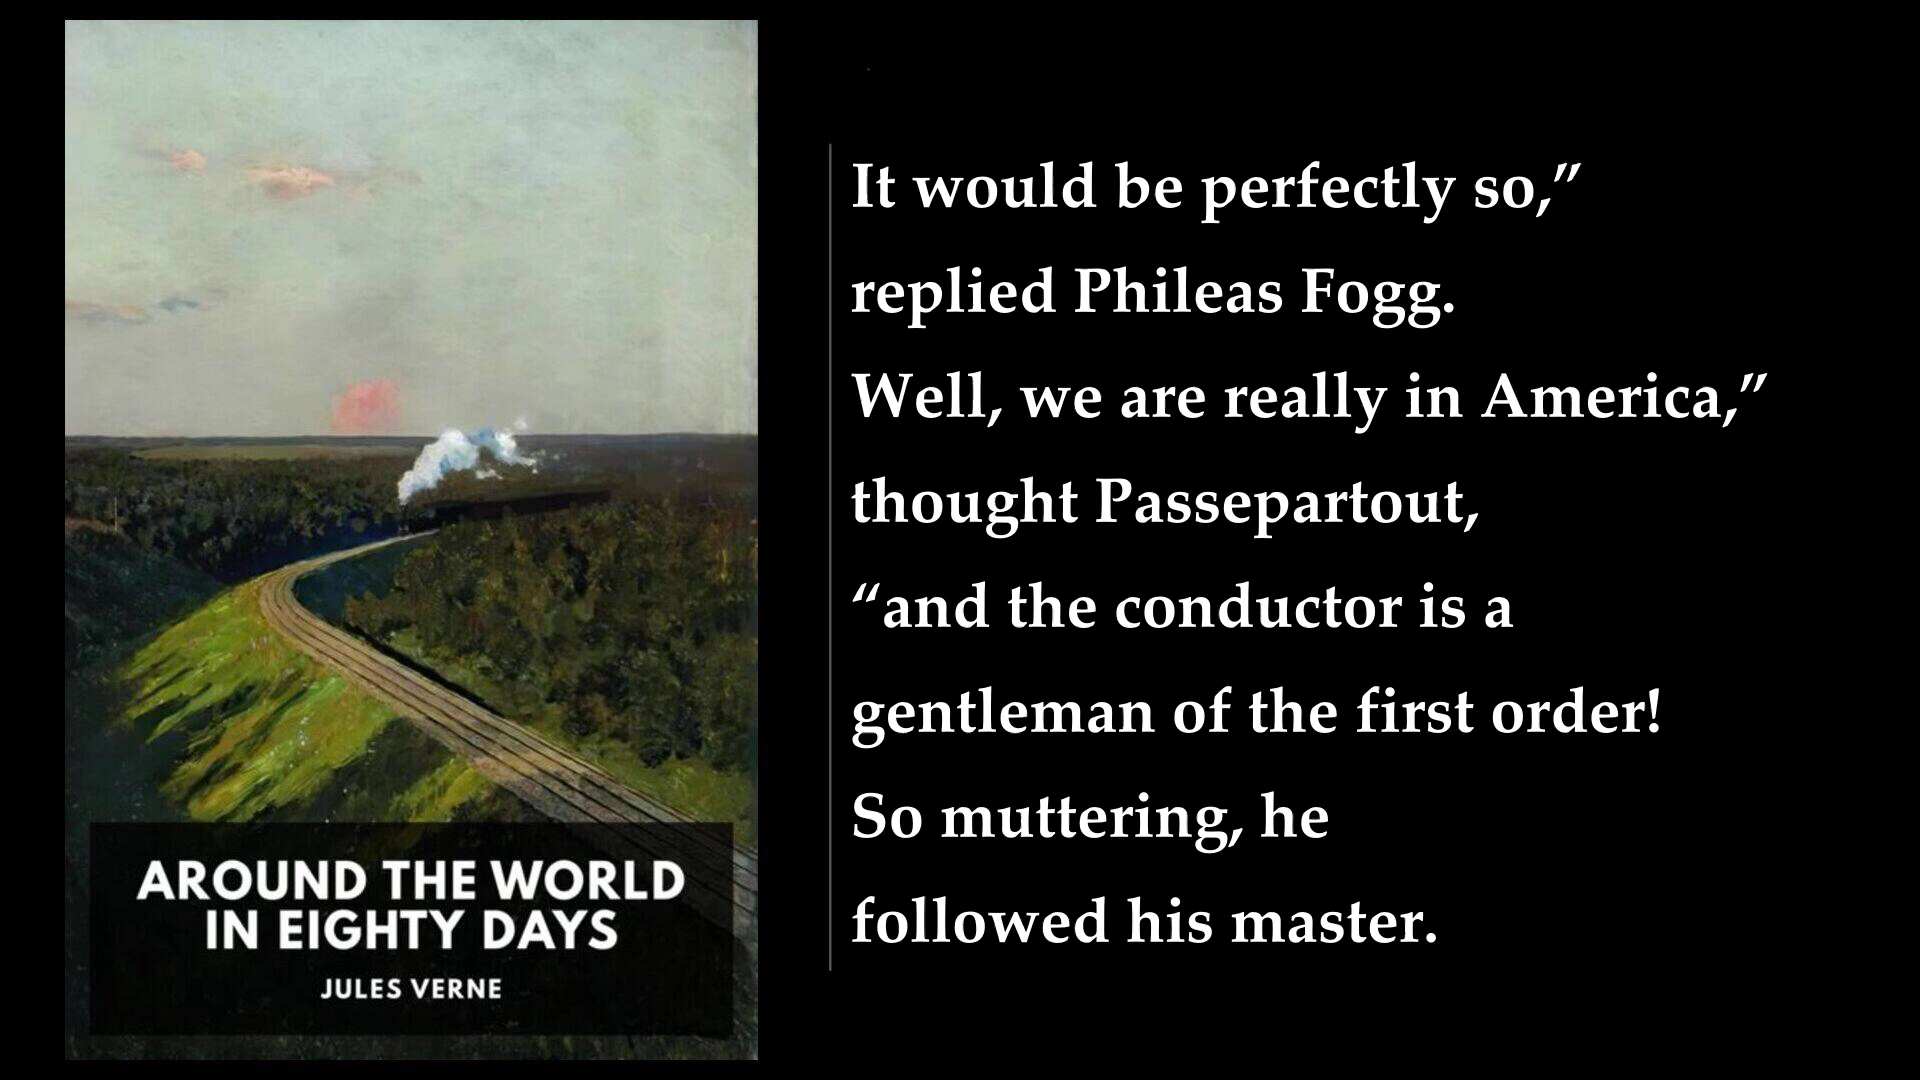 It would be perfectly so,”
replied Phileas Fogg.
Well, we are really in America,”
thought Passepartout,
“and the conductor is a
gentleman of the first order!
So muttering, he
followed his master.
AROUND THE WORLD
IN EIGHTY DAYS
JULES VERNE